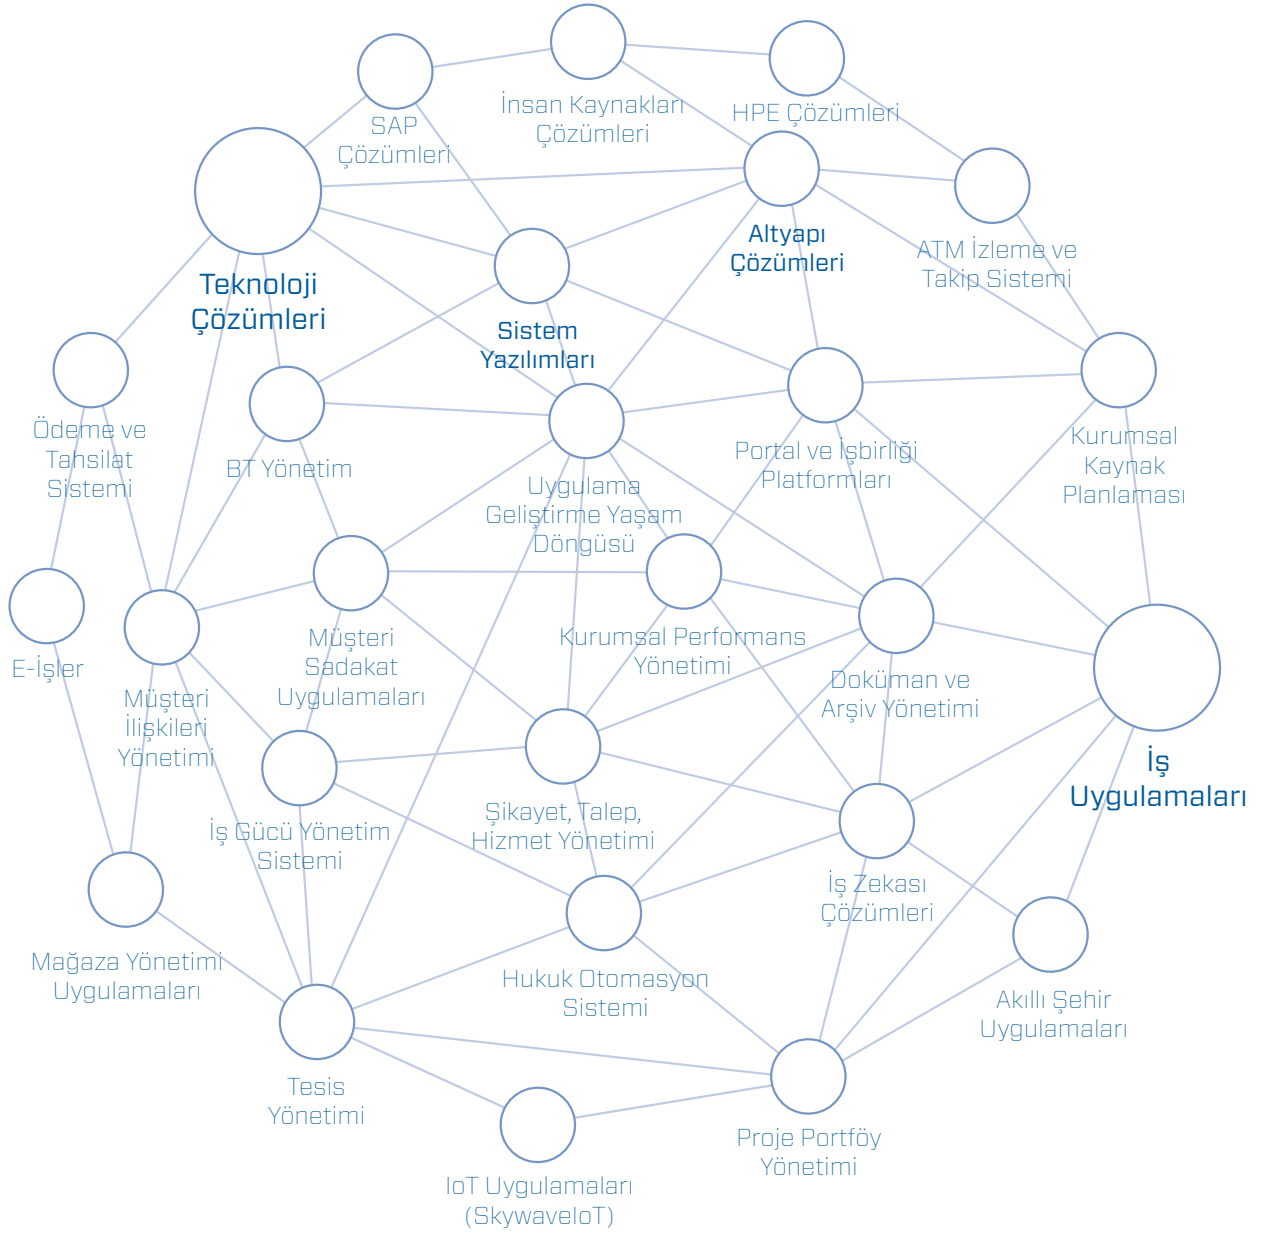 İnsan Kaynakları
Çözümleri
HPE Çözümleri
SAP
Çözümleri
Altyapı
Çözümleri
ATM İzleme ve
Takip Sistemi
Teknoloji
Çözümleri
Sistem
Yazılımları
Ödeme ve
Tahsilat
Sistemi
BT Yönetim
Portal ve İşbirliği
Platformları
Kurumsal
Kaynak
Planlaması
Uygulama
Geliştirme Yaşam
Döngüsü
E-İşler
Müşteri
İlişkileri
Yönetimi
Müşteri
Sadakat
Uygulamaları
Kurumsal Performans
Yönetimi
Doküman ve
Arşiv Yönetimi
İş
Uygulamaları
İş Gücü Yönetim
Sistemi
Şikayet, Talep,
Hizmet Yönetimi
İş Zekası
Çözümleri
Mağaza Yönetimi
Uygulamaları
Hukuk Otomasyon
Sistemi
Akıllı Şehir
Uygulamaları
Tesis
Yönetimi
Proje Portföy
Yönetimi
IoT Uygulamaları
(SkywaveIoT)